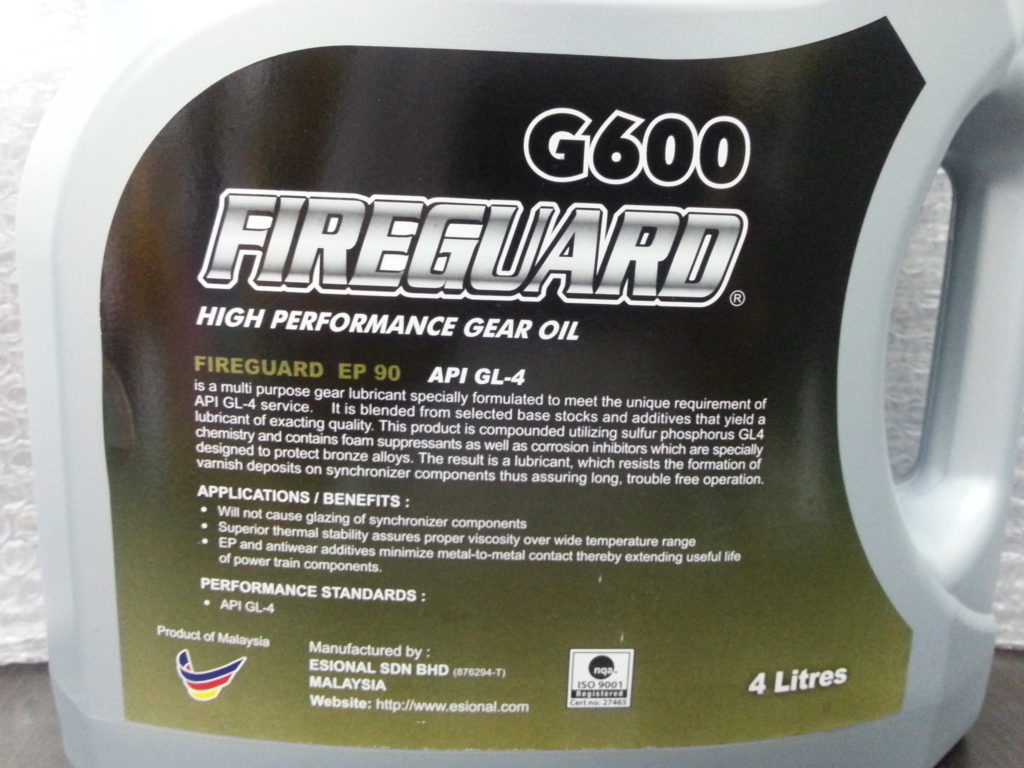 G600
FIREGUARD®
HIGH PERFORMANCE GEAR OIL
FIREGUARD EP 90 API GL-4
is a multi purpose gear lubricant specially formulated to meet the unique requirement of
API GL-4 service. It is blended from selected base stocks and additives that yield a
lubricant of exacting quality. This product is compounded utilizing sulfur phosphorus GL4
chemistry and contains foam suppressants as well as corrosion inhibitors which are specially
designed to protect bronze alloys. The result is a lubricant, which resists the formation of
varnish deposits on synchronizer components thus assuring long, trouble free operation.
APPLICATIONS / BENEFITS :
• Will not cause glazing of synchronizer components
• Superior thermal stability assures proper viscosity over wide temperature range
• EP and antiwear additives minimize metal-to-metal contact thereby extending useful life
of power train components.
PERFORMANCE STANDARDS :
• API GL-4
Product of Malaysia
Manufactured by :
ESIONAL SDN BHD (876294-T)
MALAYSIA
Website: http://www.esional.com
nqa.
ISO 9001
Registered
Cert no: 27465
4 Litres